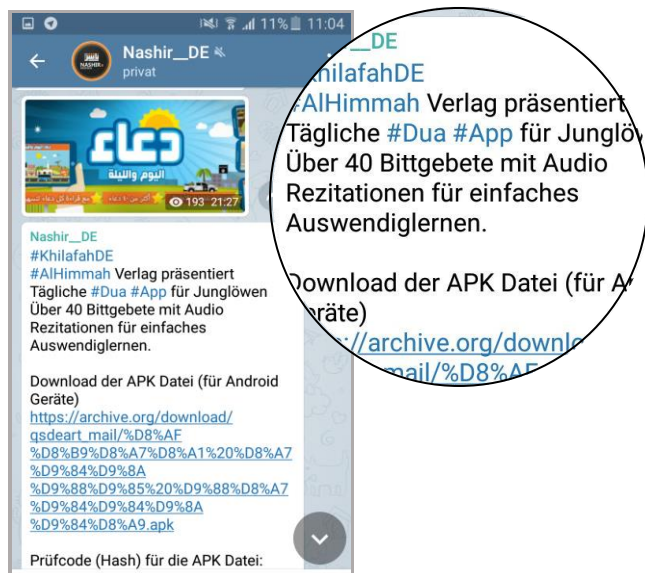 11% 11:04
Nashir__DE
privat
NASHIR
دعاء
اليوم والليلة
193 21:27
Nashir__DE
#KhilafahDE
#AlHimmah Verlag präsentiert
Tägliche #Dua #App für Junglöwen
Über 40 Bittgebete mit Audio
Rezitationen für einfaches
Auswendiglernen.
Download der APK Datei (für Android
Geräte)
https://archive.org/download/
qsdeart_mail/%D8%AF
%D8%B9%D8%A7%D8%A1%20%D8%A7
%D9%84%D9%8A
%D9%88%D9%85%20%D9%88%D8%A7
%D9%84%D9%84%D9%8A
%D9%84%D8%A9.apk
Prüfcode (Hash) für die APK Datei:
__DE
KhilafahDE
#AlHimmah Verlag präsentiert
Tägliche #Dua #App für Junglöw
Über 40 Bittgebete mit Audio
Rezitationen für einfaches
Auswendiglernen.
Download der APK Datei (für A
eräte)
://archive.org/downlo
mail/%D8%AF